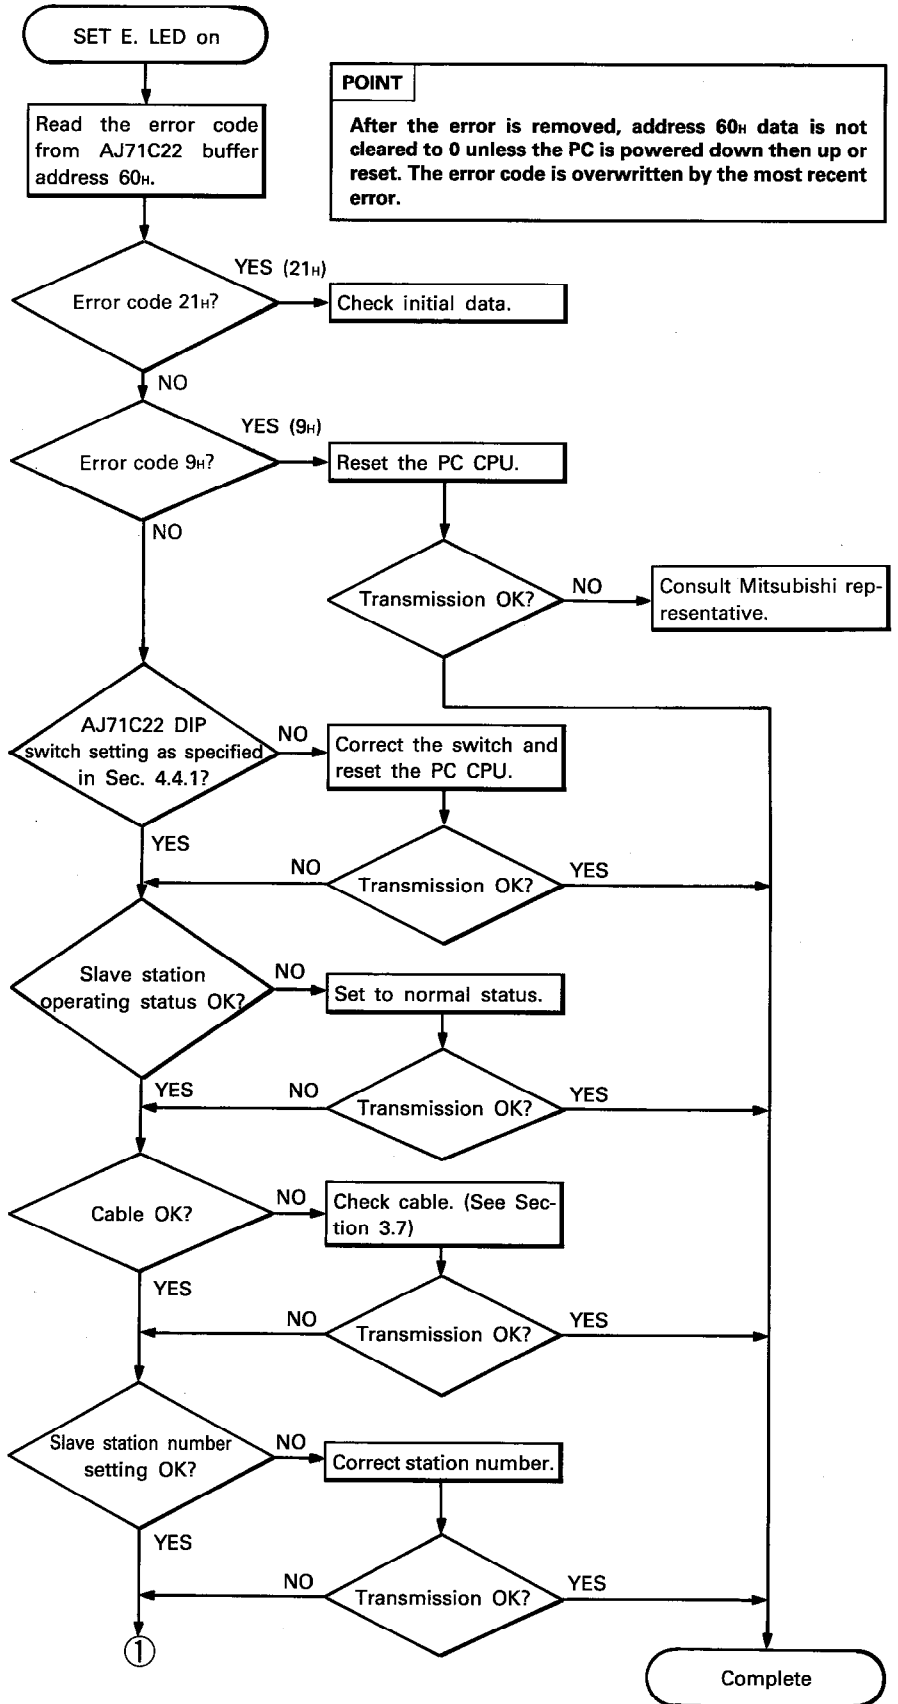 SET E. LED on
POINT
After the error is removed, address 60H data is not
cleared to 0 unless the PC is powered down then up or
reset. The error code is overwritten by the most recent
error.
Read the error code
from AJ71C22 buffer
address 60H.
YES (21H)
Error code 21H?
Check initial data.
NO
YES (9H)
Error code 9H?
Reset the PC CPU.
NO
Transmission OK?
NO
Consult Mitsubishi rep-
resentative.
AJ71C22 DIP
switch setting as specified
in Sec. 4.4.1?
NO
Correct the switch and
reset the PC CPU.
YES
NO
Transmission OK?
YES
Slave station
operating status OK?
NO
Set to normal status.
YES
NO
Transmission OK?
YES
Cable OK?
NO
Check cable. (See Sec-
tion 3.7)
YES
NO
Transmission OK?
YES
Slave station number
setting OK?
NO
Correct station number.
YES
NO
Transmission OK?
YES
①
Complete